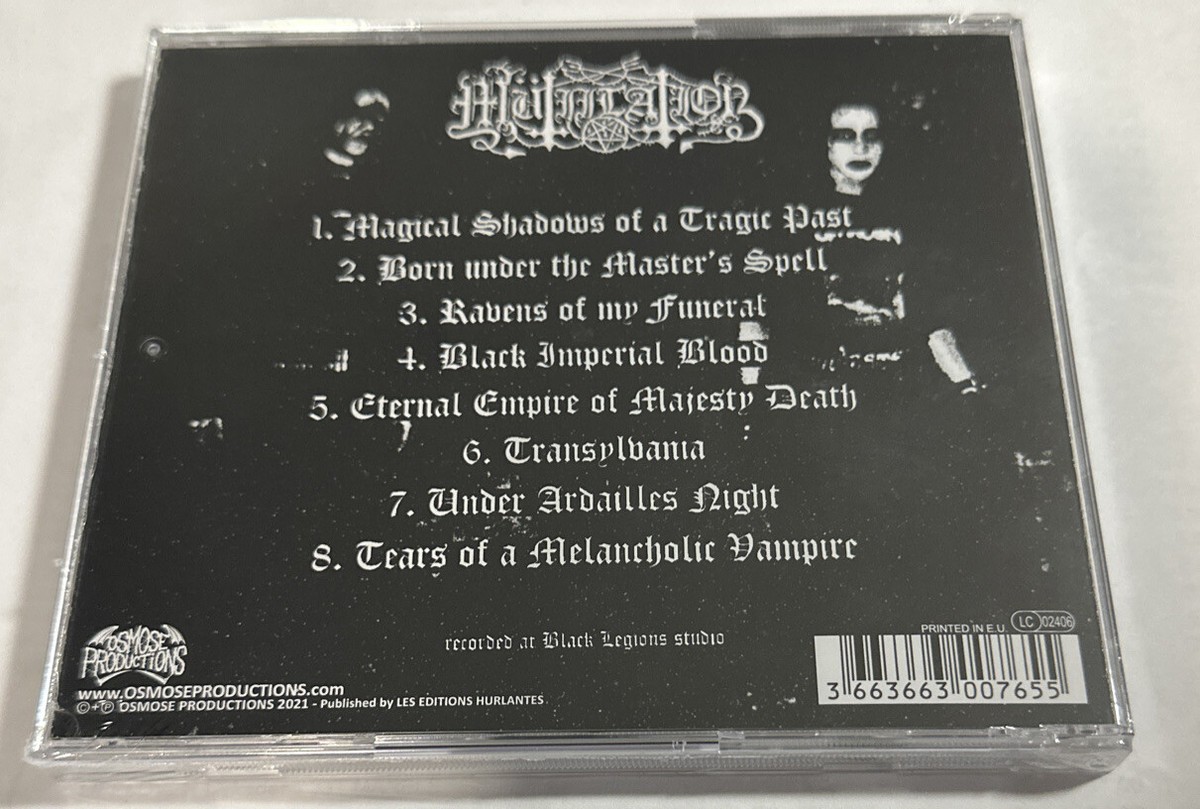 Mütiilation
1. Magical Shadows of a Tragic Past
2. Born under the Master's Spell
3. Ravens of my Funeral
4. Black Imperial Blood
5. Eternal Empire of Majesty Death
6. Transylvania
7. Under Ardailles Night
8. Tears of a Melancholic Vampire
recorded at Black Legions studio
OSMOSE
PRODUCTIONS
www.OSMOSEPRODUCTIONS.com
©+℗ OSMOSE PRODUCTIONS 2021 - Published by LES EDITIONS HURLANTES
PRINTED IN E.U. LC 02406
3 663663 007655